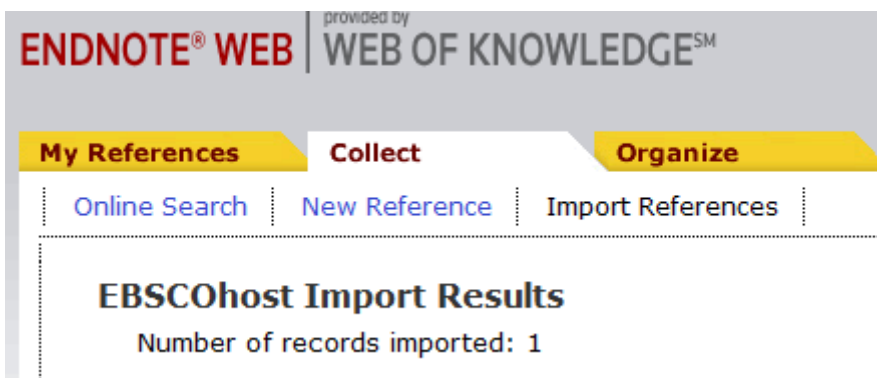 provided by
ENDNOTE® WEB WEB OF KNOWLEDGE℠
My References Collect Organize
Online Search New Reference Import References
EBSCOhost Import Results
Number of records imported: 1